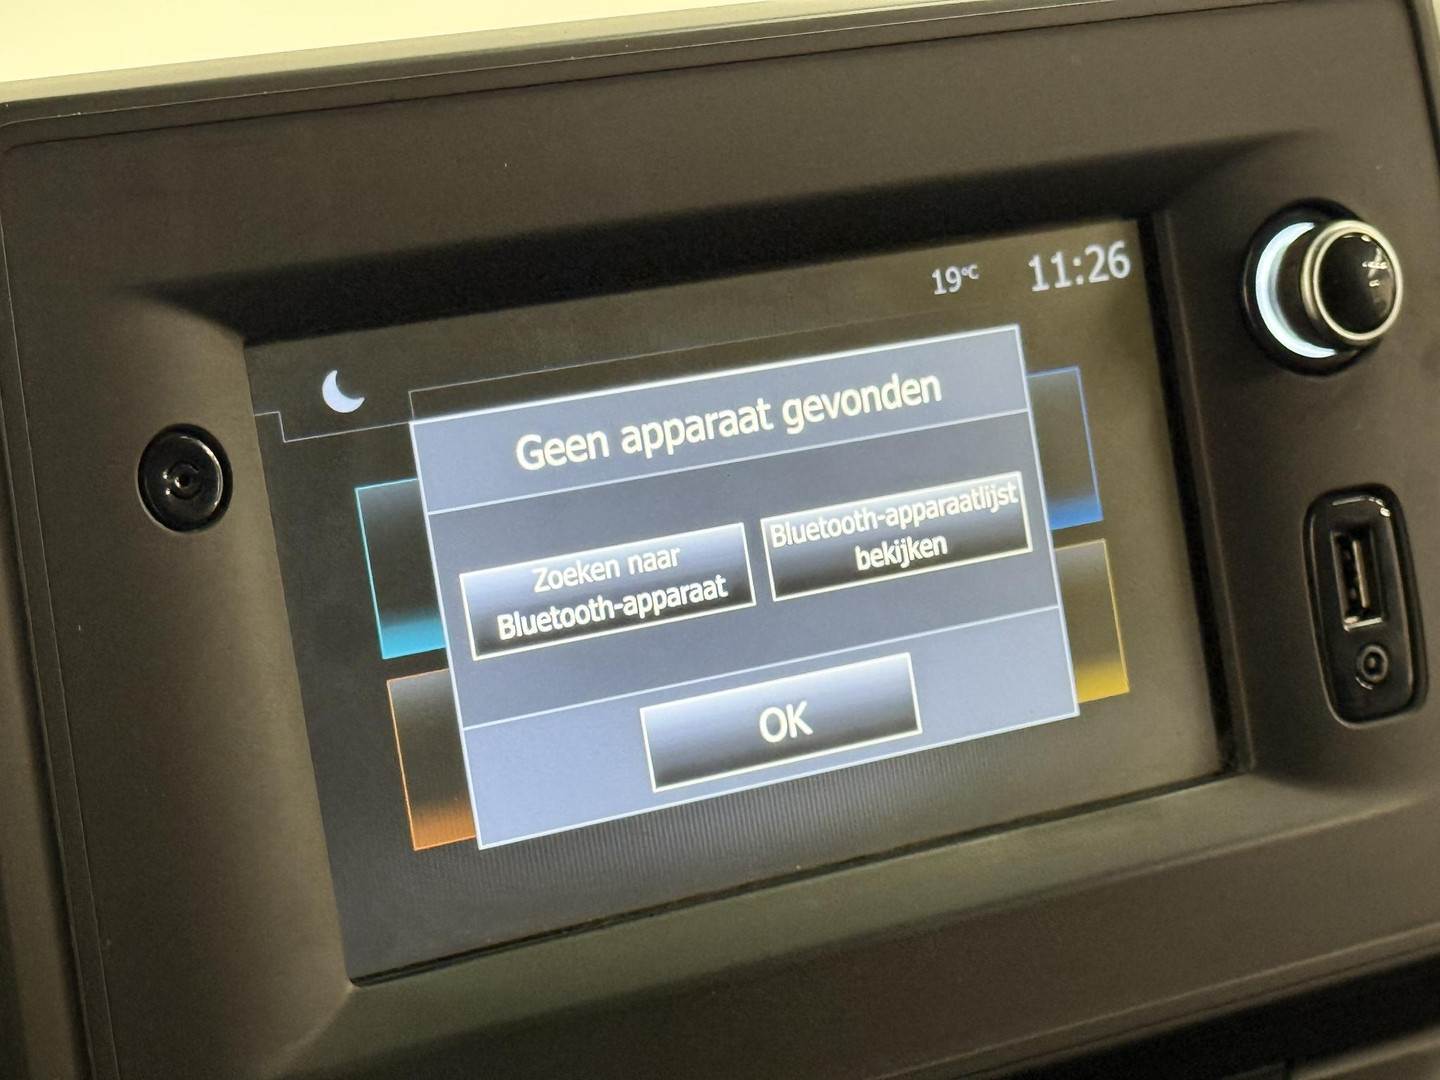 19°C 11:26
Geen apparaat gevonden
Zoeken naar
Bluetooth-apparaat
Bluetooth-apparaatlijst
bekijken
OK